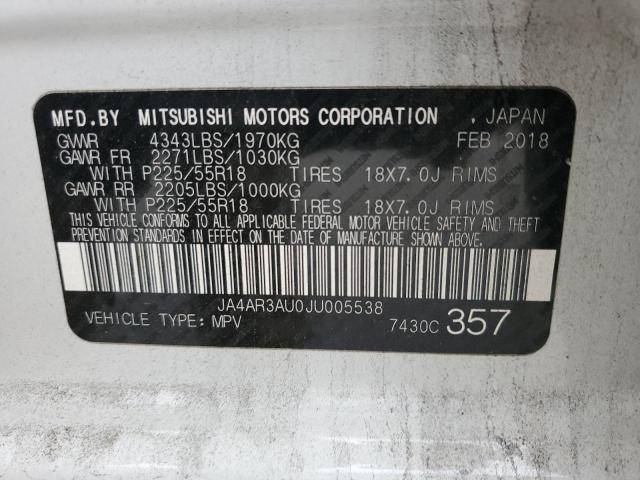 MFD.BY MITSUBISHI MOTORS CORPORATION . JAPAN
GVWR 4343LBS/1970KG FEB 2018
GAWR FR 2271LBS/1030KG
WITH P225/55R18 TIRES 18X7.0J RIMS
GAWR RR 2205LBS/1000KG
WITH P225/55R18 TIRES 18X7.0J RIMS
THIS VEHICLE CONFORMS TO ALL APPLICABLE FEDERAL MOTOR VEHICLE SAFETY AND THEFT
PREVENTION STANDARDS IN EFFECT ON THE DATE OF MANUFACTURE SHOWN ABOVE.
JA4AR3AU0JU005538
VEHICLE TYPE:MPV 7430C 357